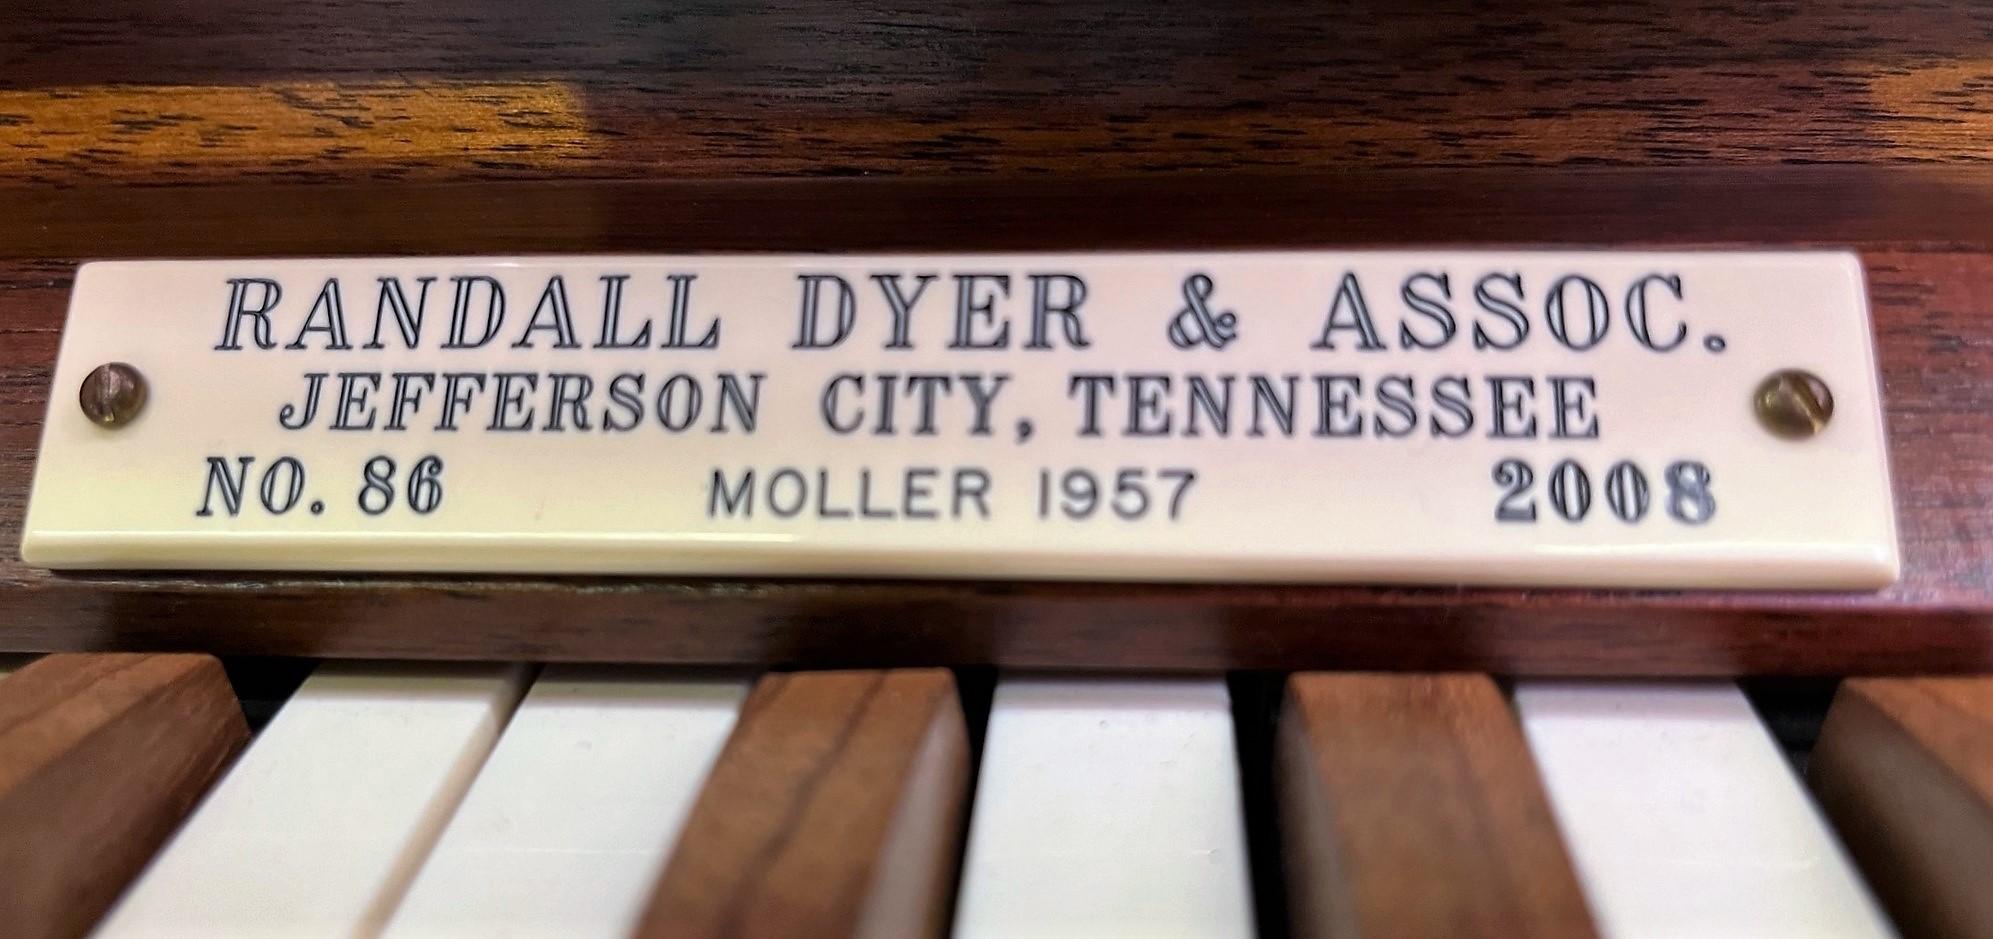 RANDALL DYER & ASSOC.
JEFFERSON CITY, TENNESSEE
NO. 86 MOLLER 1957 2008